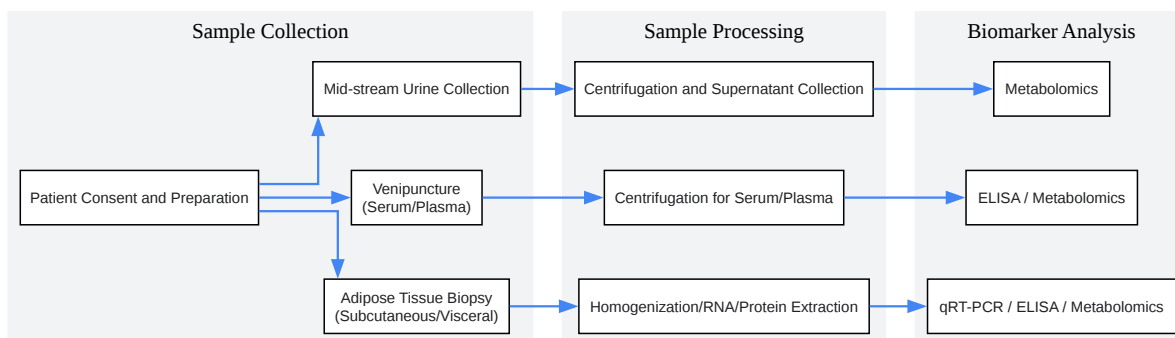 Sample Collection
Sample Processing
Biomarker Analysis
Mid-stream Urine Collection
Centrifugation and Supernatant Collection
Metabolomics
Patient Consent and Preparation
Venipuncture
(Serum/Plasma)
Centrifugation for Serum/Plasma
ELISA / Metabolomics
Adipose Tissue Biopsy
(Subcutaneous/Visceral)
Homogenization/RNA/Protein Extraction
qRT-PCR / ELISA / Metabolomics